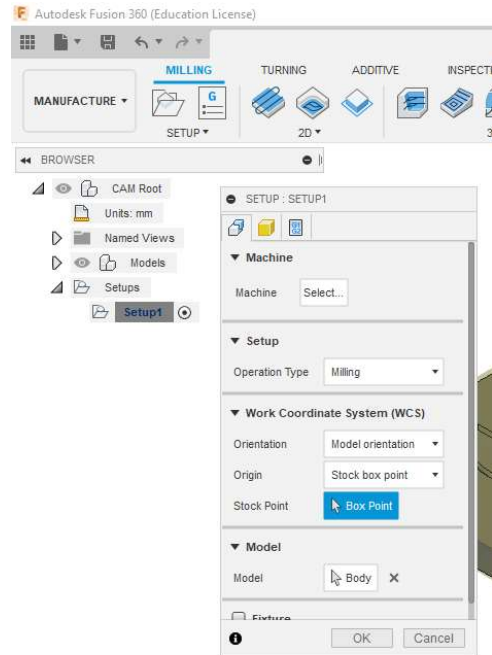 Autodesk Fusion 360 (Education License)
MILLING
TURNING
ADDITIVE
INSPECTI
MANUFACTURE
G
SETUP
2D
3
BROWSER
CAM Root
Units: mm
Named Views
Models
Setups
Setup1
SETUP : SETUP1
Machine
Machine
Select...
Setup
Operation Type
Milling
Work Coordinate System (WCS)
Orientation
Model orientation
Origin
Stock box point
Stock Point
Box Point
Model
Model
Body
Fixture
OK
Cancel